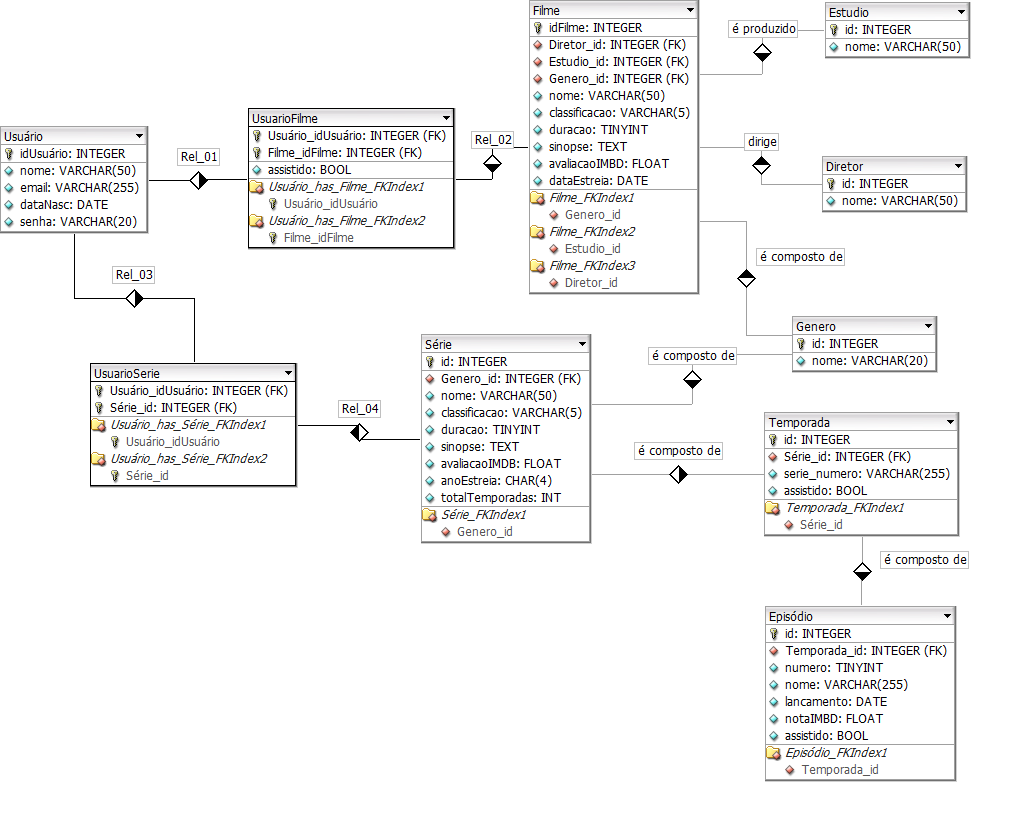 Usuário
idUsuário: INTEGER
nome: VARCHAR(50)
email: VARCHAR(255)
dataNasc: DATE
senha: VARCHAR(20)
Rel_01
UsuarioFilme
Usuário_idUsuário: INTEGER (FK)
Filme_idFilme: INTEGER (FK)
assistido: BOOL
Usuário_has_Filme_FKIndex1
Usuário_idUsuário
Usuário_has_Filme_FKIndex2
Filme_idFilme
Rel_02
Filme
idFilme: INTEGER
Diretor_id: INTEGER (FK)
Estudio_id: INTEGER (FK)
Genero_id: INTEGER (FK)
nome: VARCHAR(50)
classificacao: VARCHAR(5)
duracao: TINYINT
sinopse: TEXT
avaliacaoIMBD: FLOAT
dataEstreia: DATE
Filme_FKIndex1
Genero_id
Filme_FKIndex2
Estudio_id
Filme_FKIndex3
Diretor_id
é produzido
Estudio
id: INTEGER
nome: VARCHAR(50)
dirige
Diretor
id: INTEGER
nome: VARCHAR(50)
é composto de
Genero
id: INTEGER
nome: VARCHAR(20)
Rel_03
UsuarioSerie
Usuário_idUsuário: INTEGER (FK)
Série_id: INTEGER (FK)
Usuário_has_Série_FKIndex1
Usuário_idUsuário
Usuário_has_Série_FKIndex2
Série_id
Rel_04
Série
id: INTEGER
Genero_id: INTEGER (FK)
nome: VARCHAR(50)
classificacao: VARCHAR(5)
duracao: TINYINT
sinopse: TEXT
avaliacaoIMDB: FLOAT
anoEstreia: CHAR(4)
totalTemporadas: INT
Série_FKIndex1
Genero_id
é composto de
é composto de
Temporada
id: INTEGER
Série_id: INTEGER (FK)
serie_numero: VARCHAR(255)
assistido: BOOL
Temporada_FKIndex1
Série_id
é composto de
Episódio
id: INTEGER
Temporada_id: INTEGER (FK)
numero: TINYINT
nome: VARCHAR(255)
lancamento: DATE
notaIMBD: FLOAT
assistido: BOOL
Episódio_FKIndex1
Temporada_id